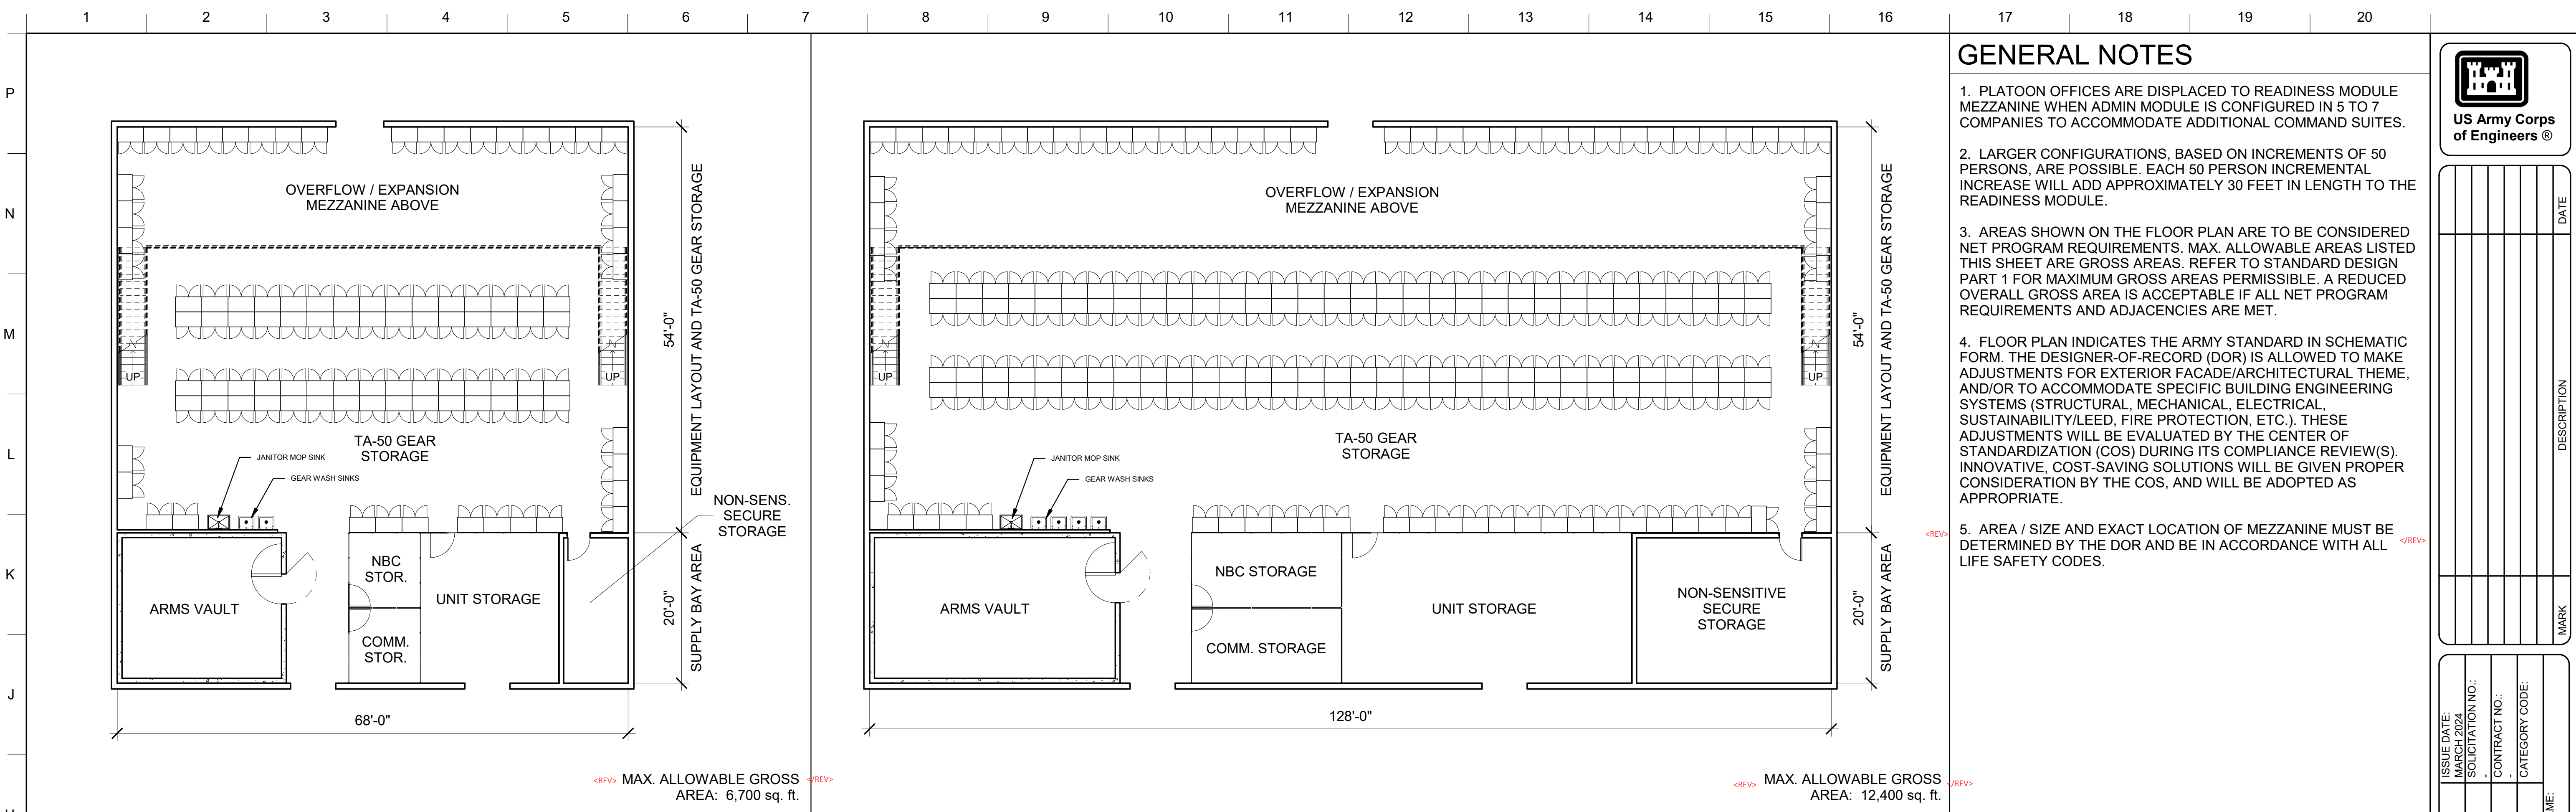 1 2 3 4 5 6 7 8 9 10 11 12 13 14 15 16 17 18 19 20
P
N
M
L
K
J
OVERFLOW / EXPANSION
MEZZANINE ABOVE
UP
UP
TA-50 GEAR
STORAGE
JANITOR MOP SINK
GEAR WASH SINKS
NON-SENS.
SECURE
STORAGE
ARMS VAULT
NBC
STOR.
COMM.
STOR.
UNIT STORAGE
54'-0"
EQUIPMENT LAYOUT AND TA-50 GEAR STORAGE
20'-0"
SUPPLY BAY AREA
68'-0"
<REV> MAX. ALLOWABLE GROSS </REV>
AREA: 6,700 sq. ft.
OVERFLOW / EXPANSION
MEZZANINE ABOVE
UP
UP
TA-50 GEAR
STORAGE
JANITOR MOP SINK
GEAR WASH SINKS
ARMS VAULT
NBC STORAGE
COMM. STORAGE
UNIT STORAGE
NON-SENSITIVE
SECURE
STORAGE
54'-0"
EQUIPMENT LAYOUT AND TA-50 GEAR STORAGE
20'-0"
SUPPLY BAY AREA
128'-0"
<REV> MAX. ALLOWABLE GROSS </REV>
AREA: 12,400 sq. ft.
GENERAL NOTES
1. PLATOON OFFICES ARE DISPLACED TO READINESS MODULE
MEZZANINE WHEN ADMIN MODULE IS CONFIGURED IN 5 TO 7
COMPANIES TO ACCOMMODATE ADDITIONAL COMMAND SUITES.
2. LARGER CONFIGURATIONS, BASED ON INCREMENTS OF 50
PERSONS, ARE POSSIBLE. EACH 50 PERSON INCREMENTAL
INCREASE WILL ADD APPROXIMATELY 30 FEET IN LENGTH TO THE
READINESS MODULE.
3. AREAS SHOWN ON THE FLOOR PLAN ARE TO BE CONSIDERED
NET PROGRAM REQUIREMENTS. MAX. ALLOWABLE AREAS LISTED
THIS SHEET ARE GROSS AREAS. REFER TO STANDARD DESIGN
PART 1 FOR MAXIMUM GROSS AREAS PERMISSIBLE. A REDUCED
OVERALL GROSS AREA IS ACCEPTABLE IF ALL NET PROGRAM
REQUIREMENTS AND ADJACENCIES ARE MET.
4. FLOOR PLAN INDICATES THE ARMY STANDARD IN SCHEMATIC
FORM. THE DESIGNER-OF-RECORD (DOR) IS ALLOWED TO MAKE
ADJUSTMENTS FOR EXTERIOR FACADE/ARCHITECTURAL THEME,
AND/OR TO ACCOMMODATE SPECIFIC BUILDING ENGINEERING
SYSTEMS (STRUCTURAL, MECHANICAL, ELECTRICAL,
SUSTAINABILITY/LEED, FIRE PROTECTION, ETC.). THESE
ADJUSTMENTS WILL BE EVALUATED BY THE CENTER OF
STANDARDIZATION (COS) DURING ITS COMPLIANCE REVIEW(S).
INNOVATIVE, COST-SAVING SOLUTIONS WILL BE GIVEN PROPER
CONSIDERATION BY THE COS, AND WILL BE ADOPTED AS
APPROPRIATE.
<REV> 5. AREA / SIZE AND EXACT LOCATION OF MEZZANINE MUST BE
DETERMINED BY THE DOR AND BE IN ACCORDANCE WITH ALL </REV>
LIFE SAFETY CODES.
US Army Corps
of Engineers ®
DATE
DESCRIPTION
MARK
ISSUE DATE:
MARCH 2024
SOLICITATION NO.:
-
CONTRACT NO.:
-
CATEGORY CODE: